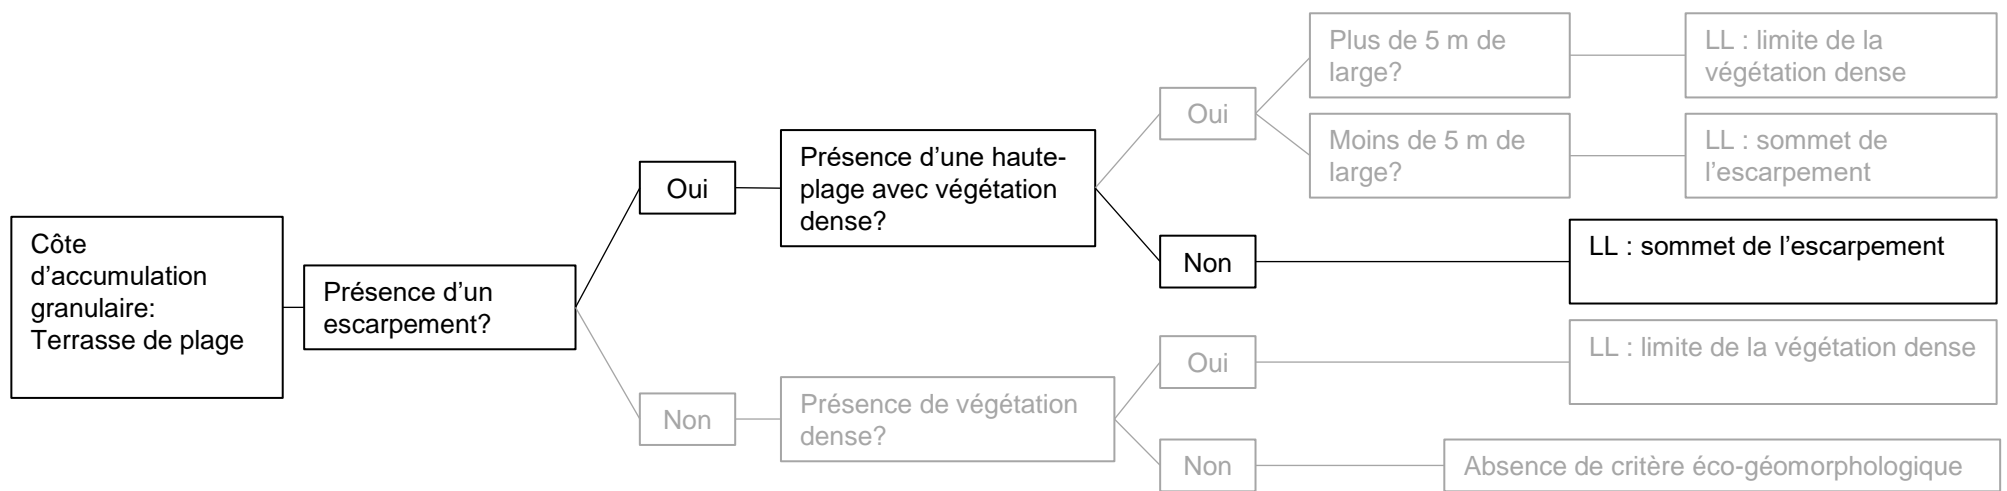 Côte
d’accumulation
granulaire:
Terrasse de plage
Présence d’un
escarpement?
Oui
Présence d’une haute-
plage avec végétation
dense?
Oui
Plus de 5 m de
large?
LL : limite de la
végétation dense
Moins de 5 m de
large?
LL : sommet de
l’escarpement
Non
LL : sommet de l’escarpement
Non
Présence de végétation
dense?
Oui
LL : limite de la végétation dense
Non
Absence de critère éco-géomorphologique